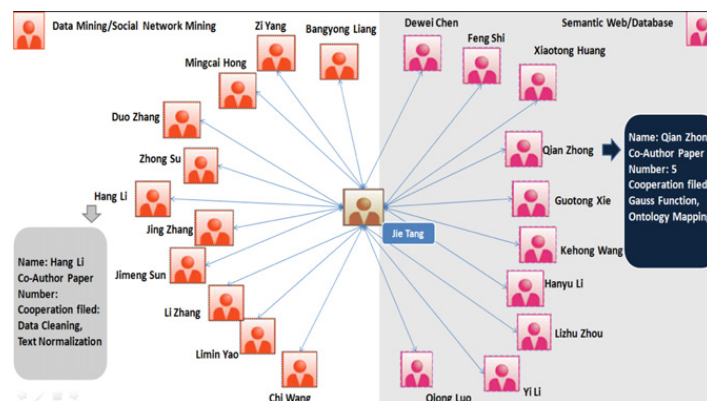 Data Mining/Social Network Mining
Semantic Web/Database
Zi Yang
Bangyong Liang
Dewei Chen
Feng Shi
Mingcai Hong
Xiaotong Huang
Duo Zhang
Zhong Su
Qian Zhong
Name: Qian Zhon
Co-Author Paper
Number: 5
Cooperation filed
Gauss Function,
Ontology Mapping
Hang Li
Guotong Xie
Jing Zhang
Jie Tang
Kehong Wang
Name: Hang Li
Co-Author Paper
Number:
Cooperation filed:
Data Cleaning,
Text Normalization
Jimeng Sun
Hanyu Li
Li Zhang
Lizhu Zhou
Limin Yao
Chi Wang
Qiong Luo
Yi Li